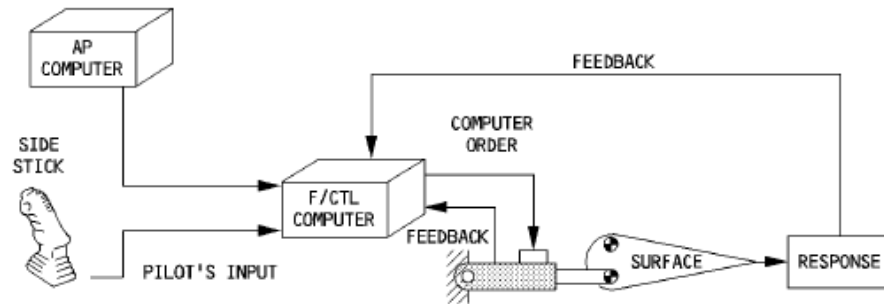 AP
COMPUTER
FEEDBACK
SIDE
STICK
COMPUTER
ORDER
F/CTL
COMPUTER
FEEDBACK
PILOT'S INPUT
SURFACE
RESPONSE